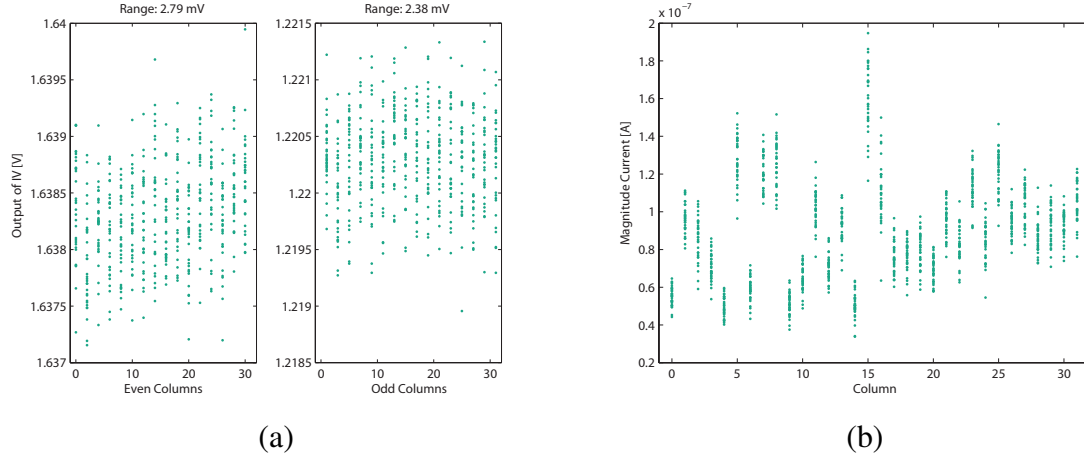 Range: 2.79 mV
Output of IV [V]
1.64
1.6395
1.639
1.6385
1.638
1.6375
1.637
0 10 20 30
Even Columns
Range: 2.38 mV
1.2215
1.221
1.2205
1.22
1.2195
1.219
1.2185
0 10 20 30
Odd Columns
(a)
x 10⁻⁷
Magnitude Current [A]
2
1.8
1.6
1.4
1.2
1
0.8
0.6
0.4
0.2
0 5 10 15 20 25 30
Column
(b)